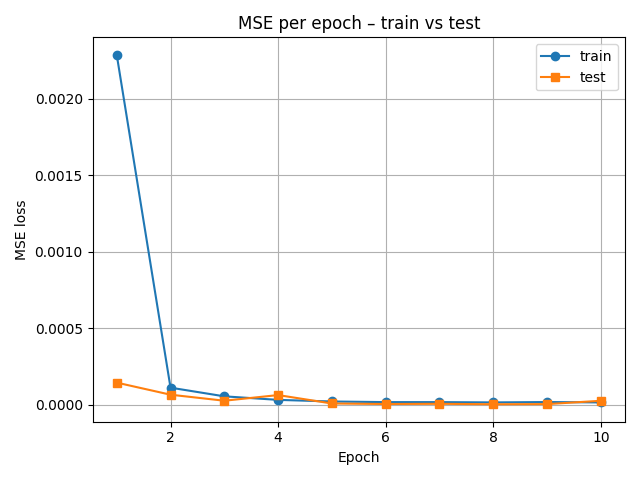 MSE per epoch – train vs test
train
test
0.0020
0.0015
0.0010
0.0005
0.0000
MSE loss
2 4 6 8 10
Epoch